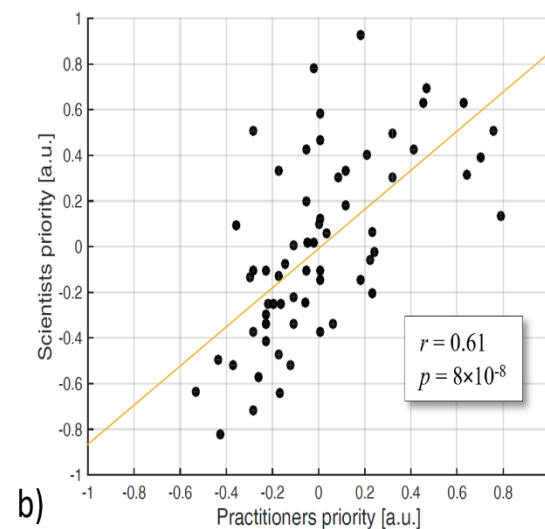 1
0.8
0.6
0.4
0.2
0
-0.2
-0.4
-0.6
-0.8
-1
Scientists priority [a.u.]
r = 0.61
p = 8×10⁻⁸
-1 -0.8 -0.6 -0.4 -0.2 0 0.2 0.4 0.6 0.8
Practitioners priority [a.u.]
b)